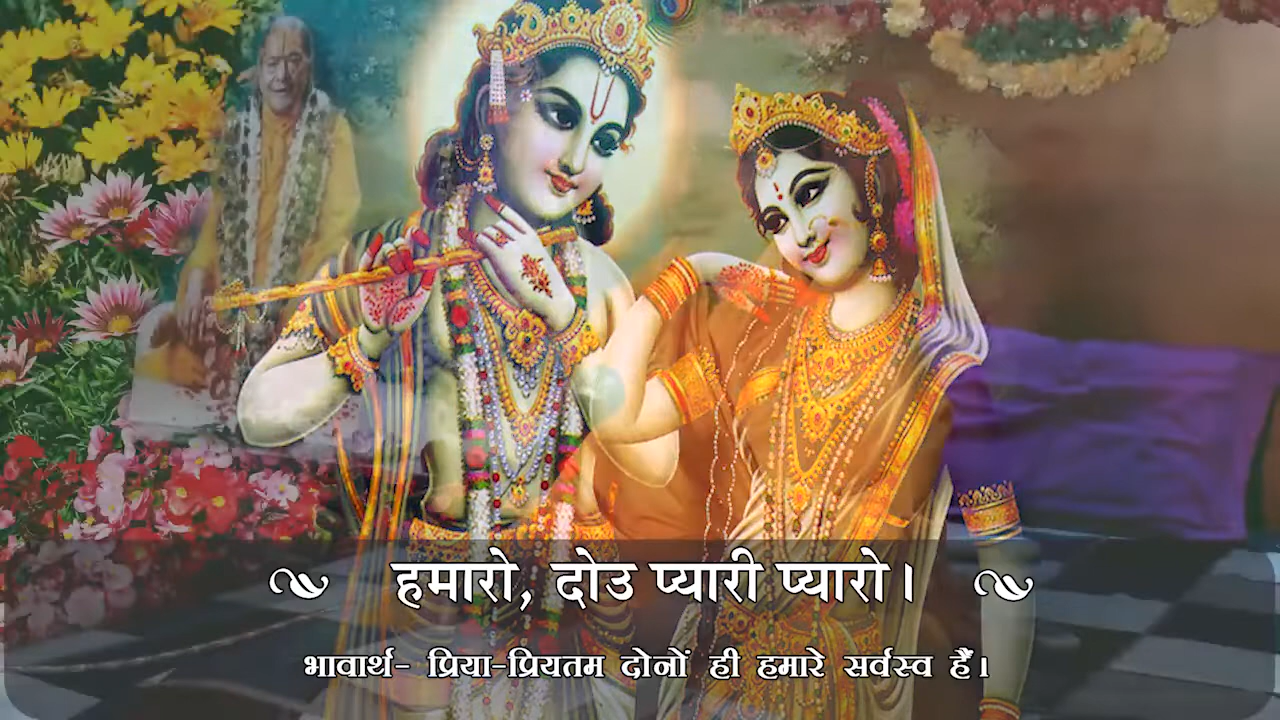 हमारो, दोउ प्यारी प्यारो।
भावार्थ- प्रिया-प्रियतम दोनों ही हमारे सर्वस्व हैं।